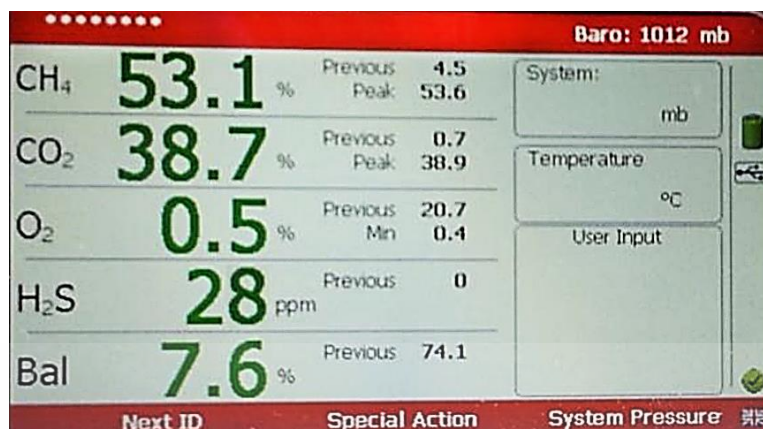 Baro: 1012 mb
CH₄ 53.1 % Previous 4.5
Peak 53.6
CO₂ 38.7 % Previous 0.7
Peak 38.9
O₂ 0.5 % Previous 20.7
Min 0.4
H₂S 28 ppm Previous 0
Bal 7.6 % Previous 74.1
System:
mb
Temperature
°C
User Input
Next ID Special Action System Pressure